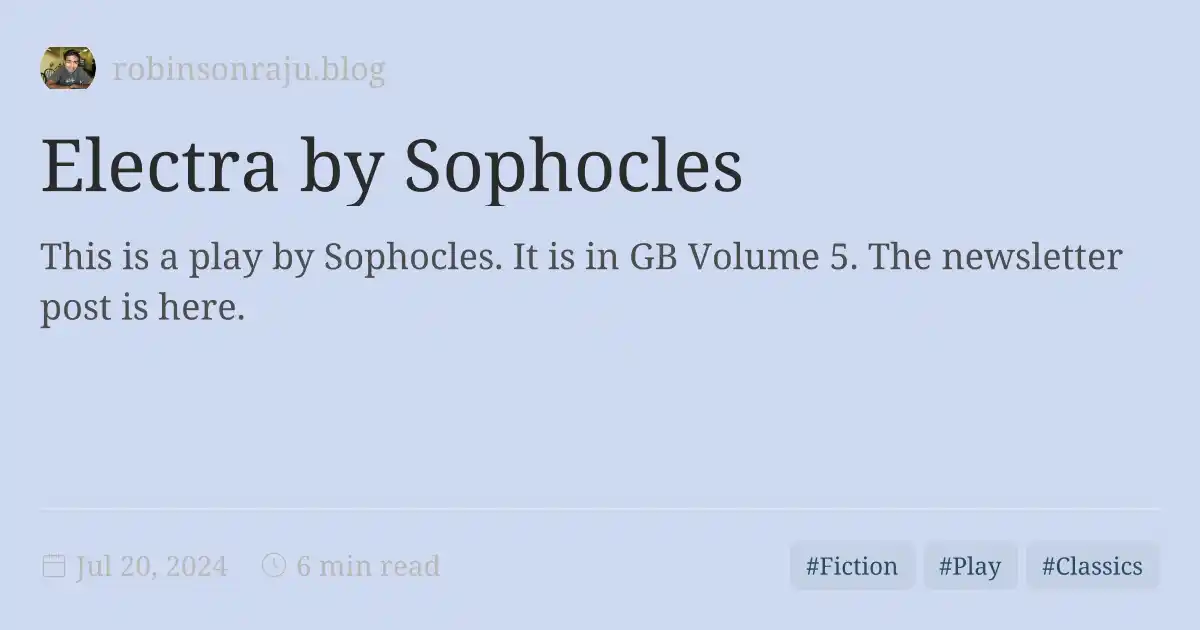 robinsonraju.blog
Electra by Sophocles
This is a play by Sophocles. It is in GB Volume 5. The newsletter
post is here.
Jul 20, 2024 6 min read #Fiction #Play #Classics